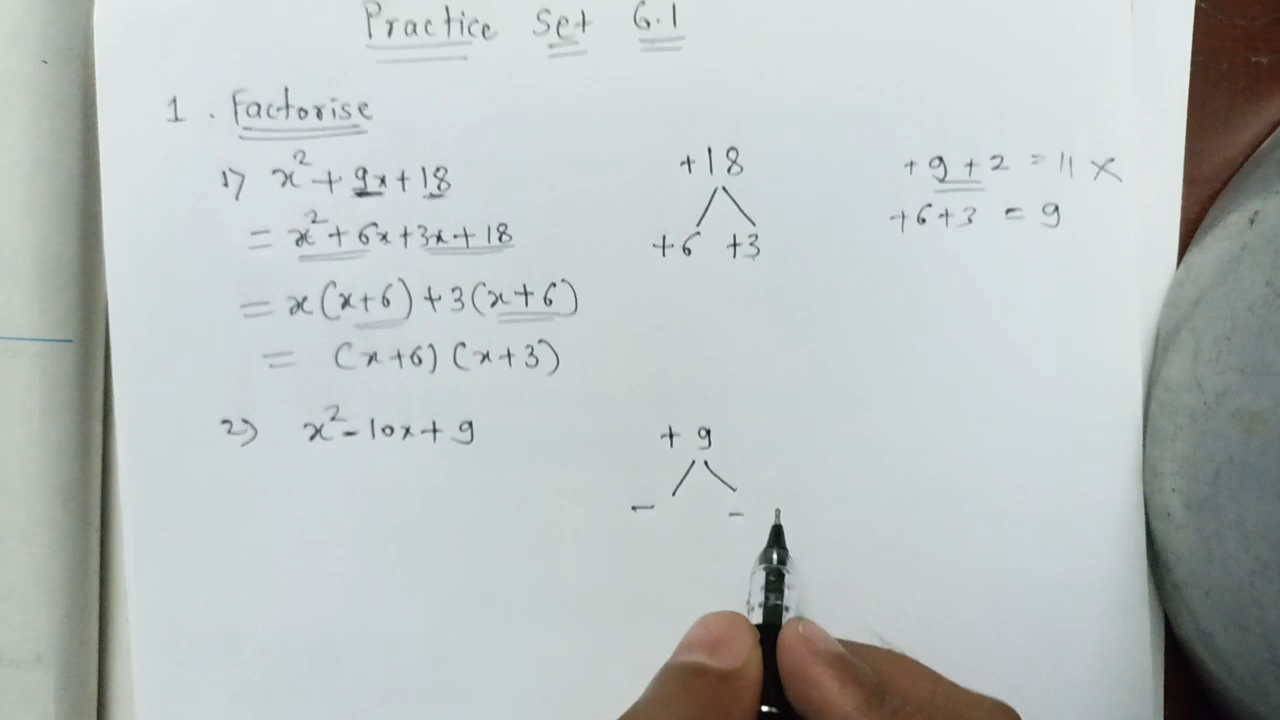 Practice Set 6.1
1. Factorise
1) x² + 9x + 18
= x² + 6x + 3x + 18
= x(x+6) + 3(x+6)
= (x+6) (x+3)
+18
+6 +3
+9 + 2 = 11 ×
+6+3 = 9
2) x² - 10x + 9
+ 9
- -